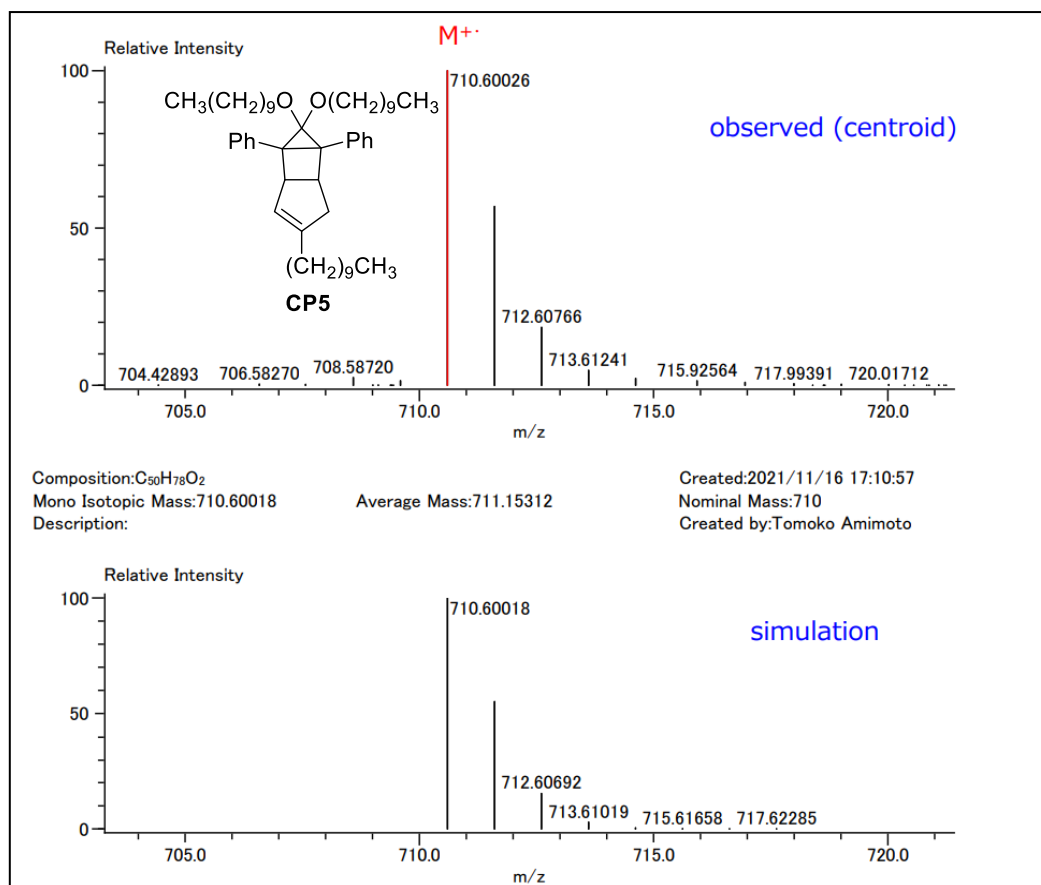 M⁺·
Relative Intensity
100
710.60026
CH₃(CH₂)₉O O(CH₂)₉CH₃
observed (centroid)
Ph Ph
50
(CH₂)₉CH₃
CP5
712.60766
713.61241
704.42893 706.58270 708.58720 715.92564 717.99391 720.01712
0
705.0 710.0 715.0 720.0
m/z
Composition:C₅₀H₇₈O₂ Created:2021/11/16 17:10:57
Mono Isotopic Mass:710.60018 Average Mass:711.15312 Nominal Mass:710
Description: Created by:Tomoko Amimoto
Relative Intensity
100
710.60018
simulation
50
712.60692
713.61019 715.61658 717.62285
0
705.0 710.0 715.0 720.0
m/z